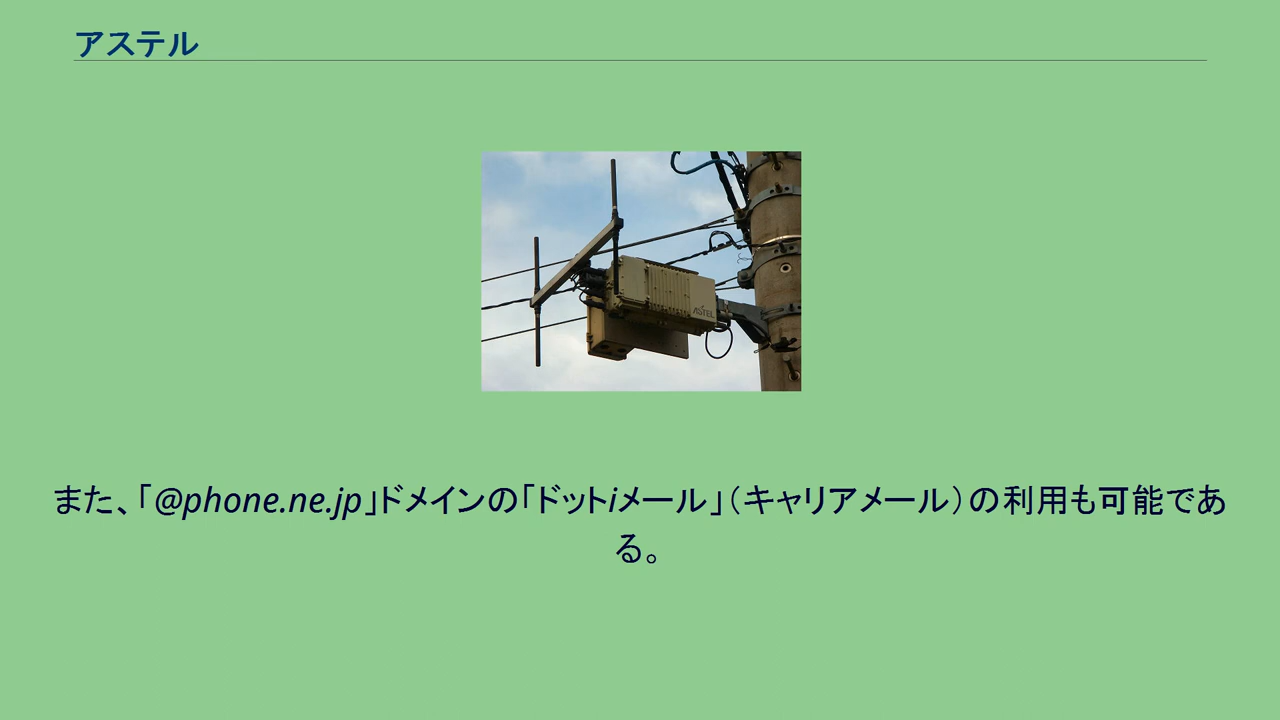 アステル
ASTEL
また、「@phone.ne.jp」ドメインの「ドットiメール」（キャリアメール）の利用も可能であ
る。